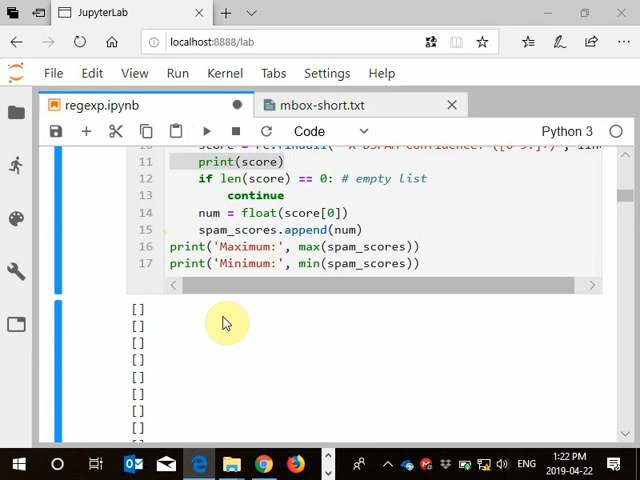 JupyterLab
localhost:8888/lab
File Edit View Run Kernel Tabs Settings Help
regexp.ipynb mbox-short.txt
Code Python 3
11 print(score)
12 if len(score) == 0: # empty list
13 continue
14 num = float(score[0])
15 spam_scores.append(num)
16 print('Maximum:', max(spam_scores))
17 print('Minimum:', min(spam_scores))
[]
[]
[]
[]
[]
[]
[]
[]
ENG
1:22 PM
2019-04-22